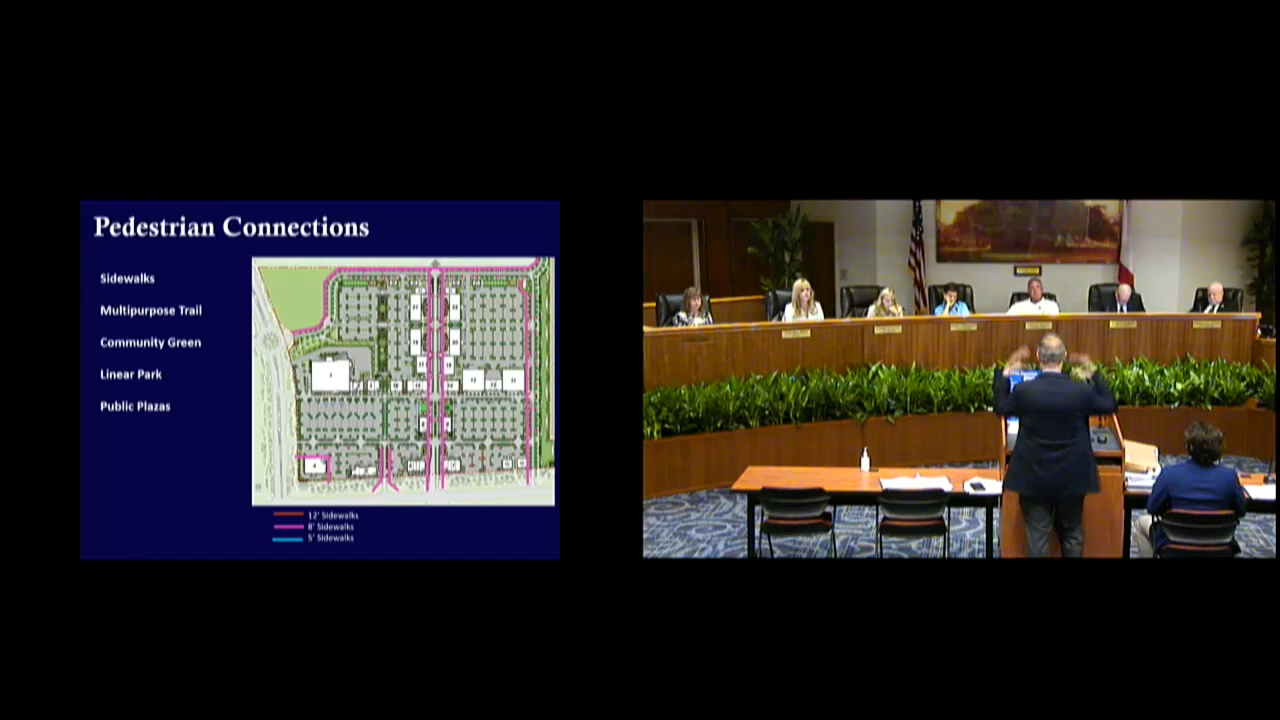 Pedestrian Connections
Sidewalks
Multipurpose Trail
Community Green
Linear Park
Public Plazas
12' Sidewalks
8' Sidewalks
5' Sidewalks